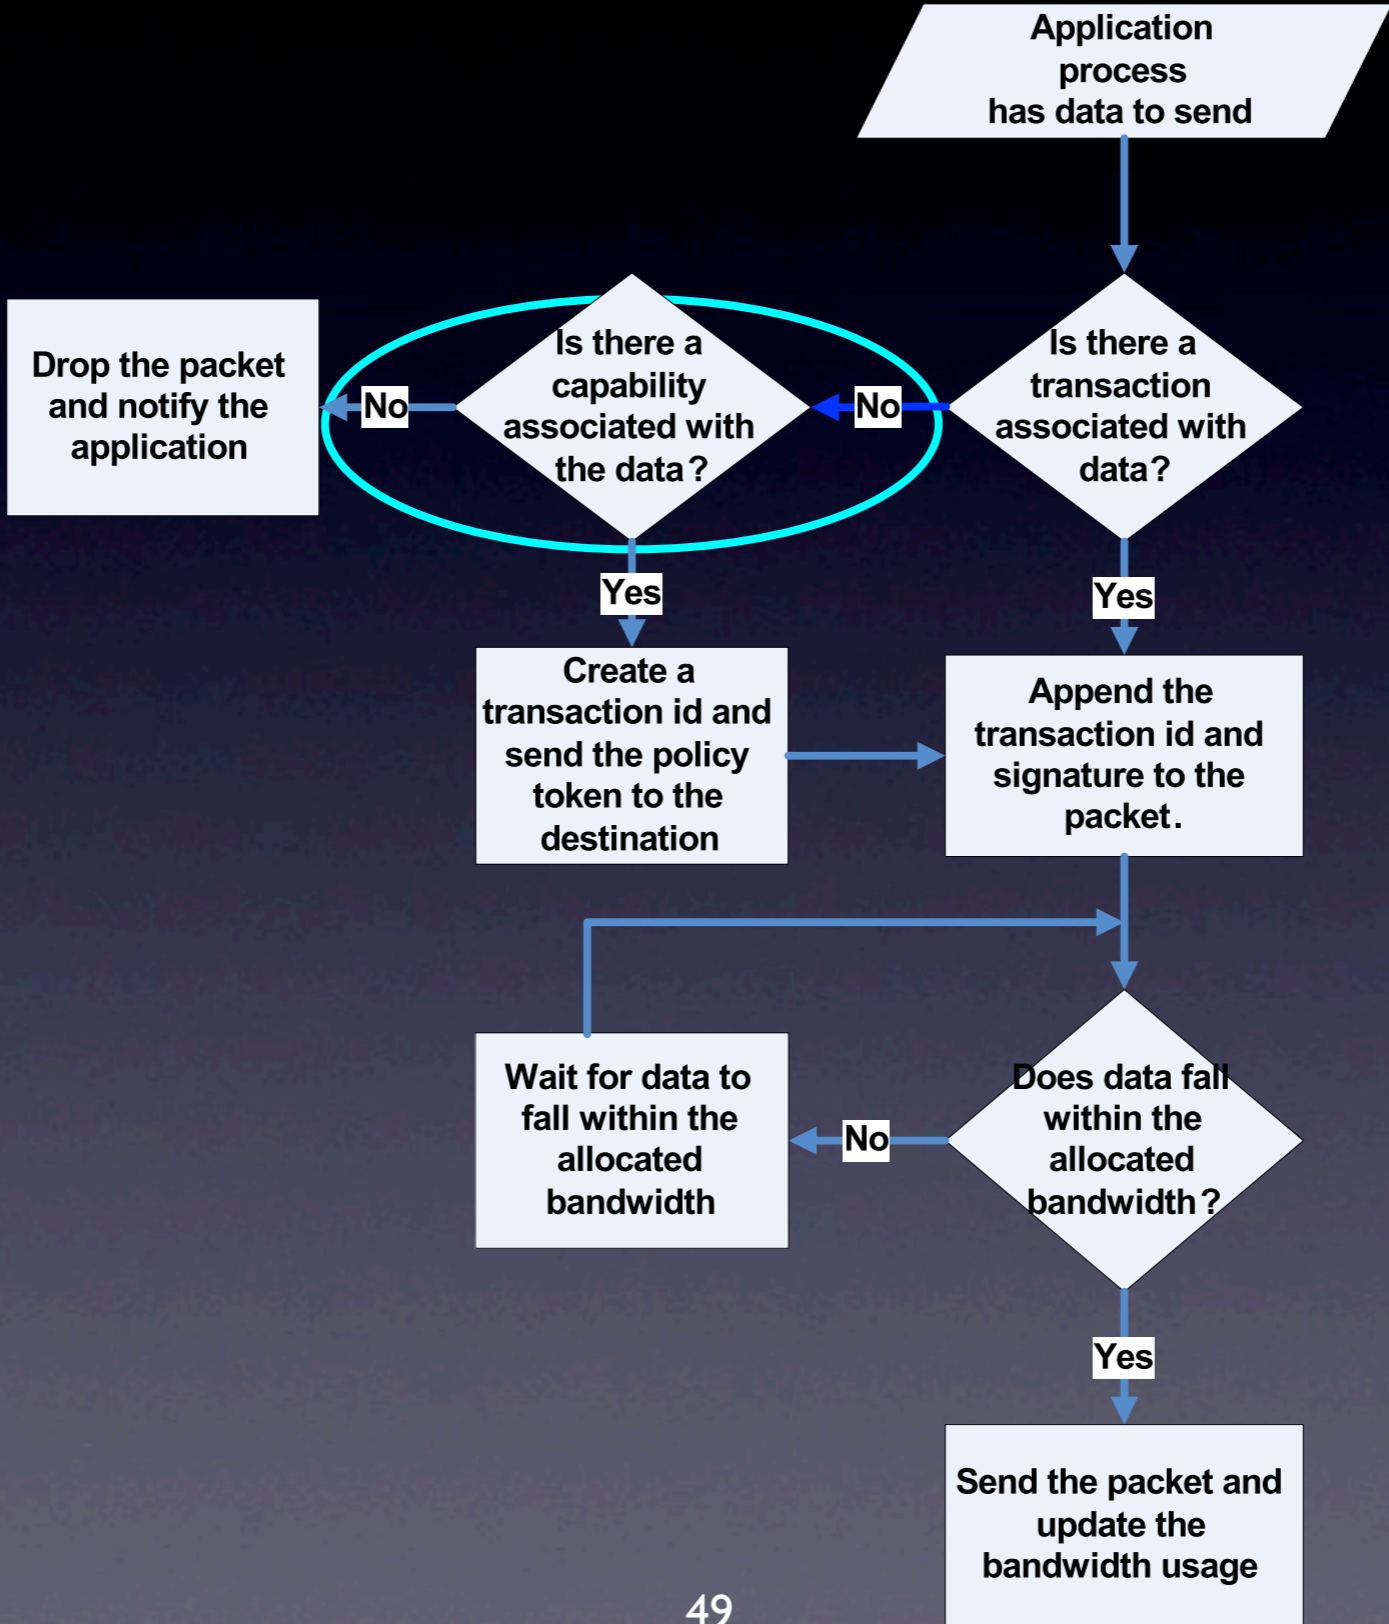 Application
process
has data to send
Is there a
transaction
associated with
data?
No
Is there a
capability
associated with
the data?
No
Drop the packet
and notify the
application
Yes
Create a
transaction id and
send the policy
token to the
destination
Yes
Append the
transaction id and
signature to the
packet.
Does data fall
within the
allocated
bandwidth?
No
Wait for data to
fall within the
allocated
bandwidth
Yes
Send the packet and
update the
bandwidth usage
49